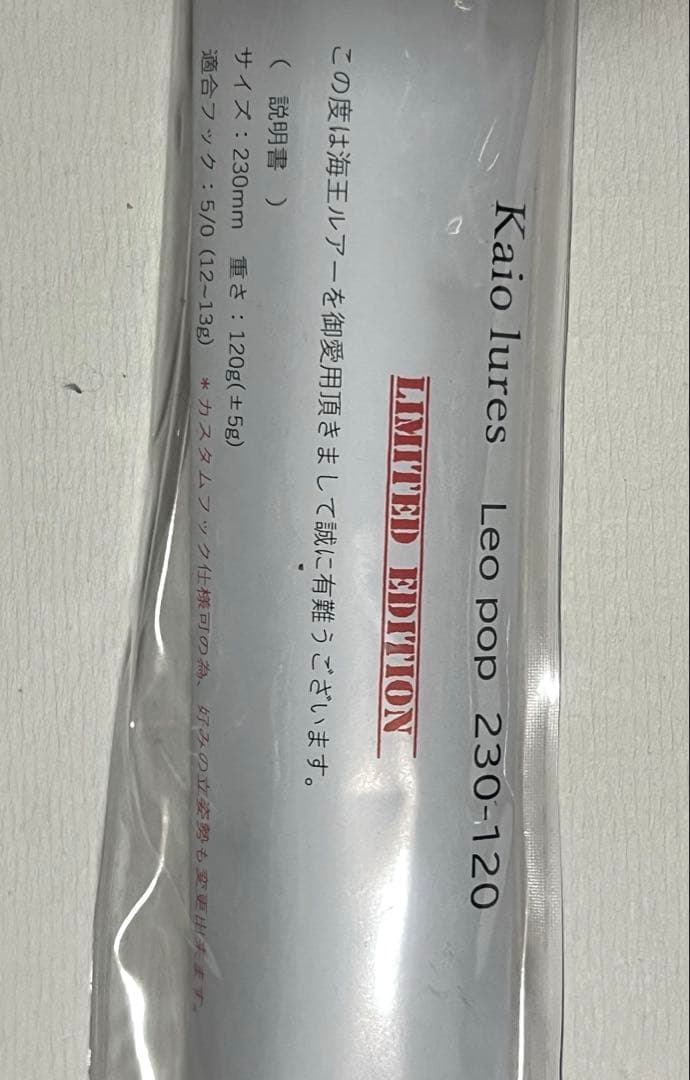 Kaio lures Leo pop 230-120
LIMITED EDITION
この度は海王ルアーを御愛用頂きまして誠に有難うございます。
( 説明書 )
サイズ：230mm 重さ：120g(±5g)
適合フック：5/0 (12~13g) *カスタムフック仕様可の為、好みの立姿勢も変更出来ます。